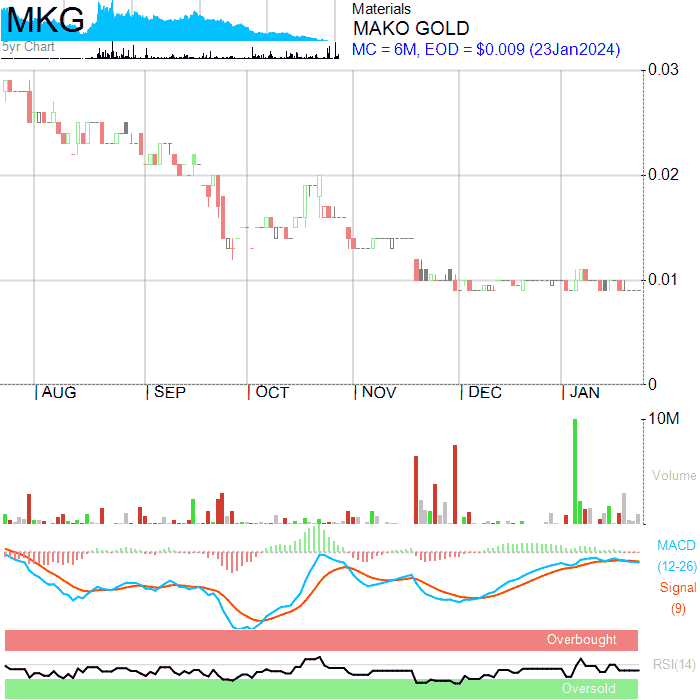 MKG
5yr Chart
Materials
MAKO GOLD
MC = 6M, EOD = $0.009 (23Jan2024)
0.03
0.02
0.01
0
AUG SEP OCT NOV DEC JAN
10M
Volume
MACD
(12-26)
Signal
(9)
Overbought
RSI(14)
Oversold